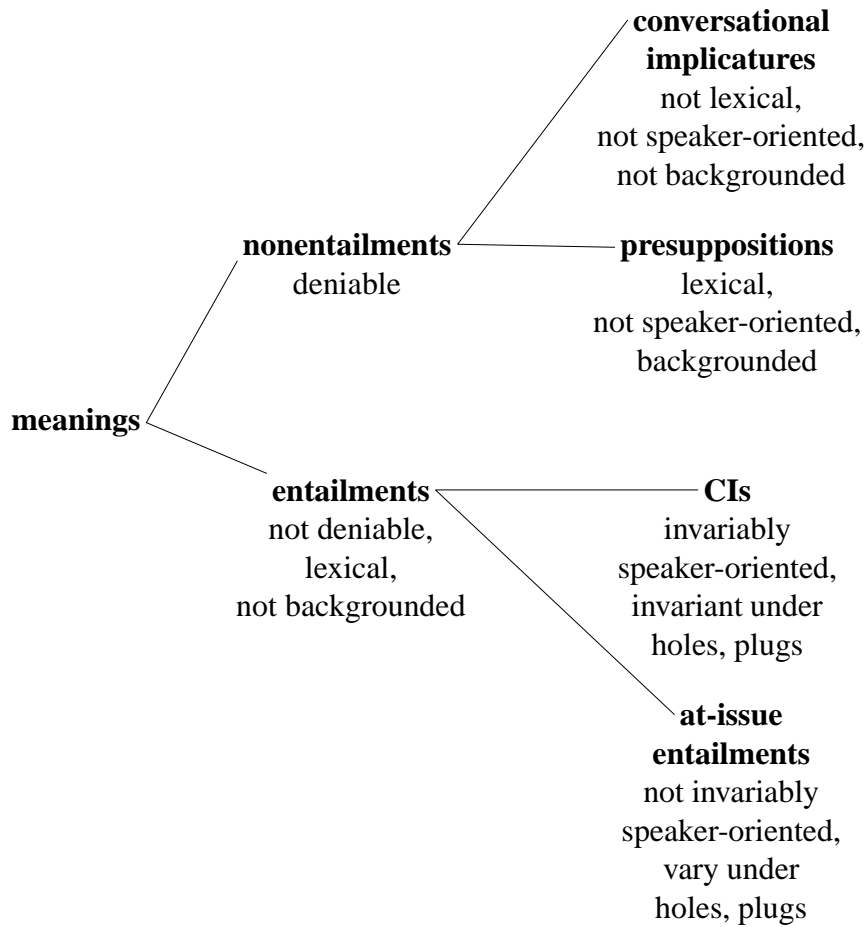 conversational
implicatures
not lexical,
not speaker-oriented,
not backgrounded
nonentailments
deniable
presuppositions
lexical,
not speaker-oriented,
backgrounded
meanings
entailments
not deniable,
lexical,
not backgrounded
CIs
invariably
speaker-oriented,
invariant under
holes, plugs
at-issue
entailments
not invariably
speaker-oriented,
vary under
holes, plugs